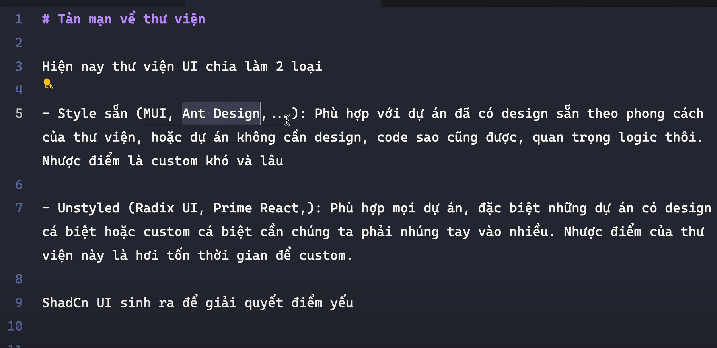 1 # Tản mạn về thư viện
2
3 Hiện nay thư viện UI chia làm 2 loại
4
5 - Style sẵn (MUI, Ant Design,...): Phù hợp với dự án đã có design sẵn theo phong cách
của thư viện, hoặc dự án không cần design, code sao cũng được, quan trọng logic thôi.
Nhược điểm là custom khó và lâu
6
7 - Unstyled (Radix UI, Prime React,): Phù hợp mọi dự án, đặc biệt những dự án có design
cá biệt hoặc custom cá biệt cần chúng ta phải nhúng tay vào nhiều. Nhược điểm của thư
viện này là hơi tốn thời gian để custom.
8
9 ShadCn UI sinh ra để giải quyết điểm yếu
10